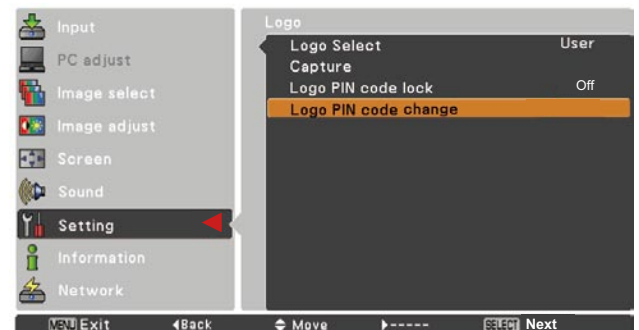 Input
PC adjust
Image select
Image adjust
Screen
Sound
Setting
Information
Network
Logo
Logo Select User
Capture
Logo PIN code lock Off
Logo PIN code change
MENU Exit ◀Back Move ▶----- SELECT Next